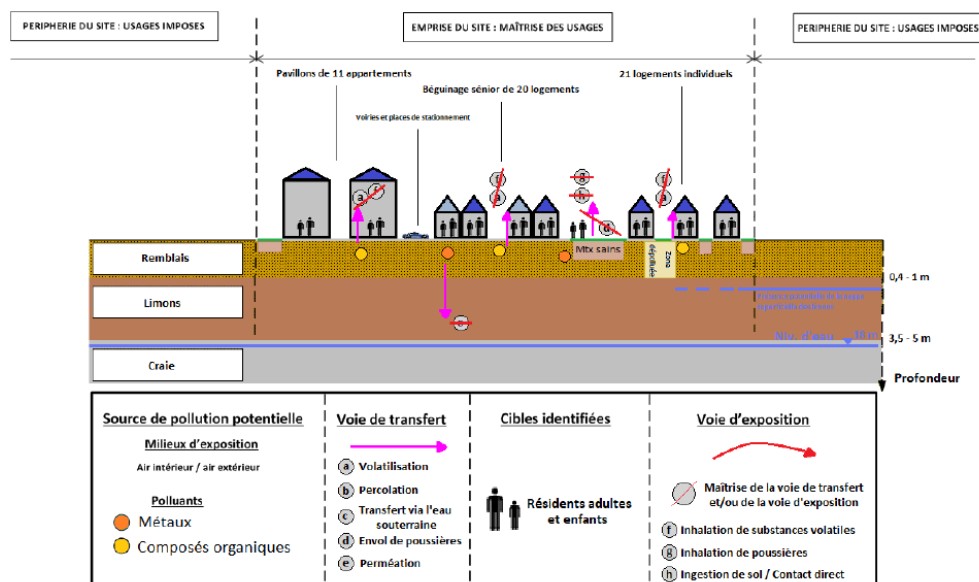 PERIPHERIE DU SITE : USAGES IMPOSES
EMPRISE DU SITE : MAÎTRISE DES USAGES
PERIPHERIE DU SITE : USAGES IMPOSES
Pavillons de 11 appartements
21 logements individuels
Béguinage sénior de 20 logements
Voiries et places de stationnement
f
a
f
a
g
h
d
f
a
Remblais
Mtx sains
Zone
dépolluée
0,4 - 1 m
Limons
3,5 - 5 m
Niv. d'eau
Craie
Profondeur
Source de pollution potentielle
Milieux d'exposition
Air intérieur / air extérieur
Polluants
Métaux
Composés organiques
Voie de transfert
a Volatilisation
b Percolation
c Transfert via l'eau
souterraine
d Envol de poussières
e Perméation
Cibles identifiées
Résidents adultes
et enfants
Voie d'exposition
Maîtrise de la voie de transfert
et/ou de la voie d'exposition
f Inhalation de substances volatiles
g Inhalation de poussières
h Ingestion de sol / Contact direct